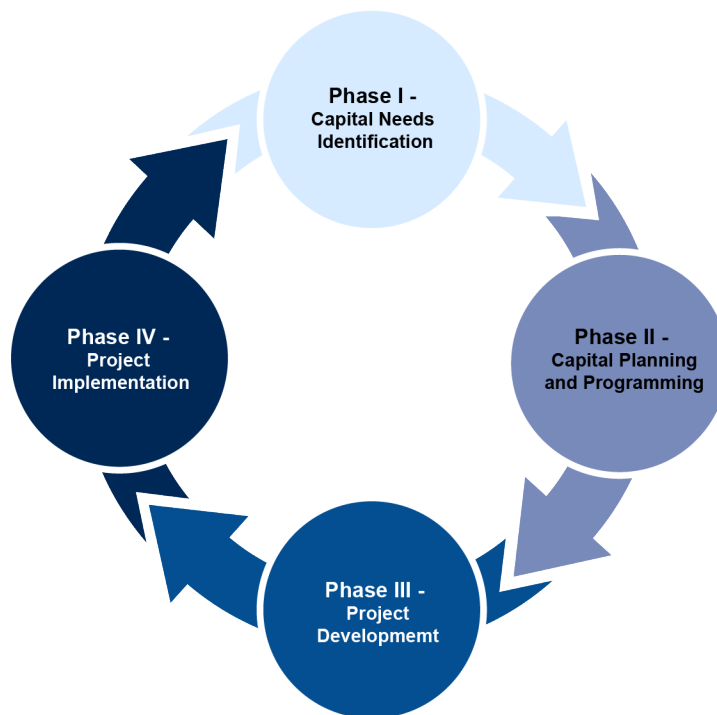 Phase I -
Capital Needs
Identification
Phase II -
Capital Planning
and Programming
Phase III -
Project
Developmemt
Phase IV -
Project
Implementation